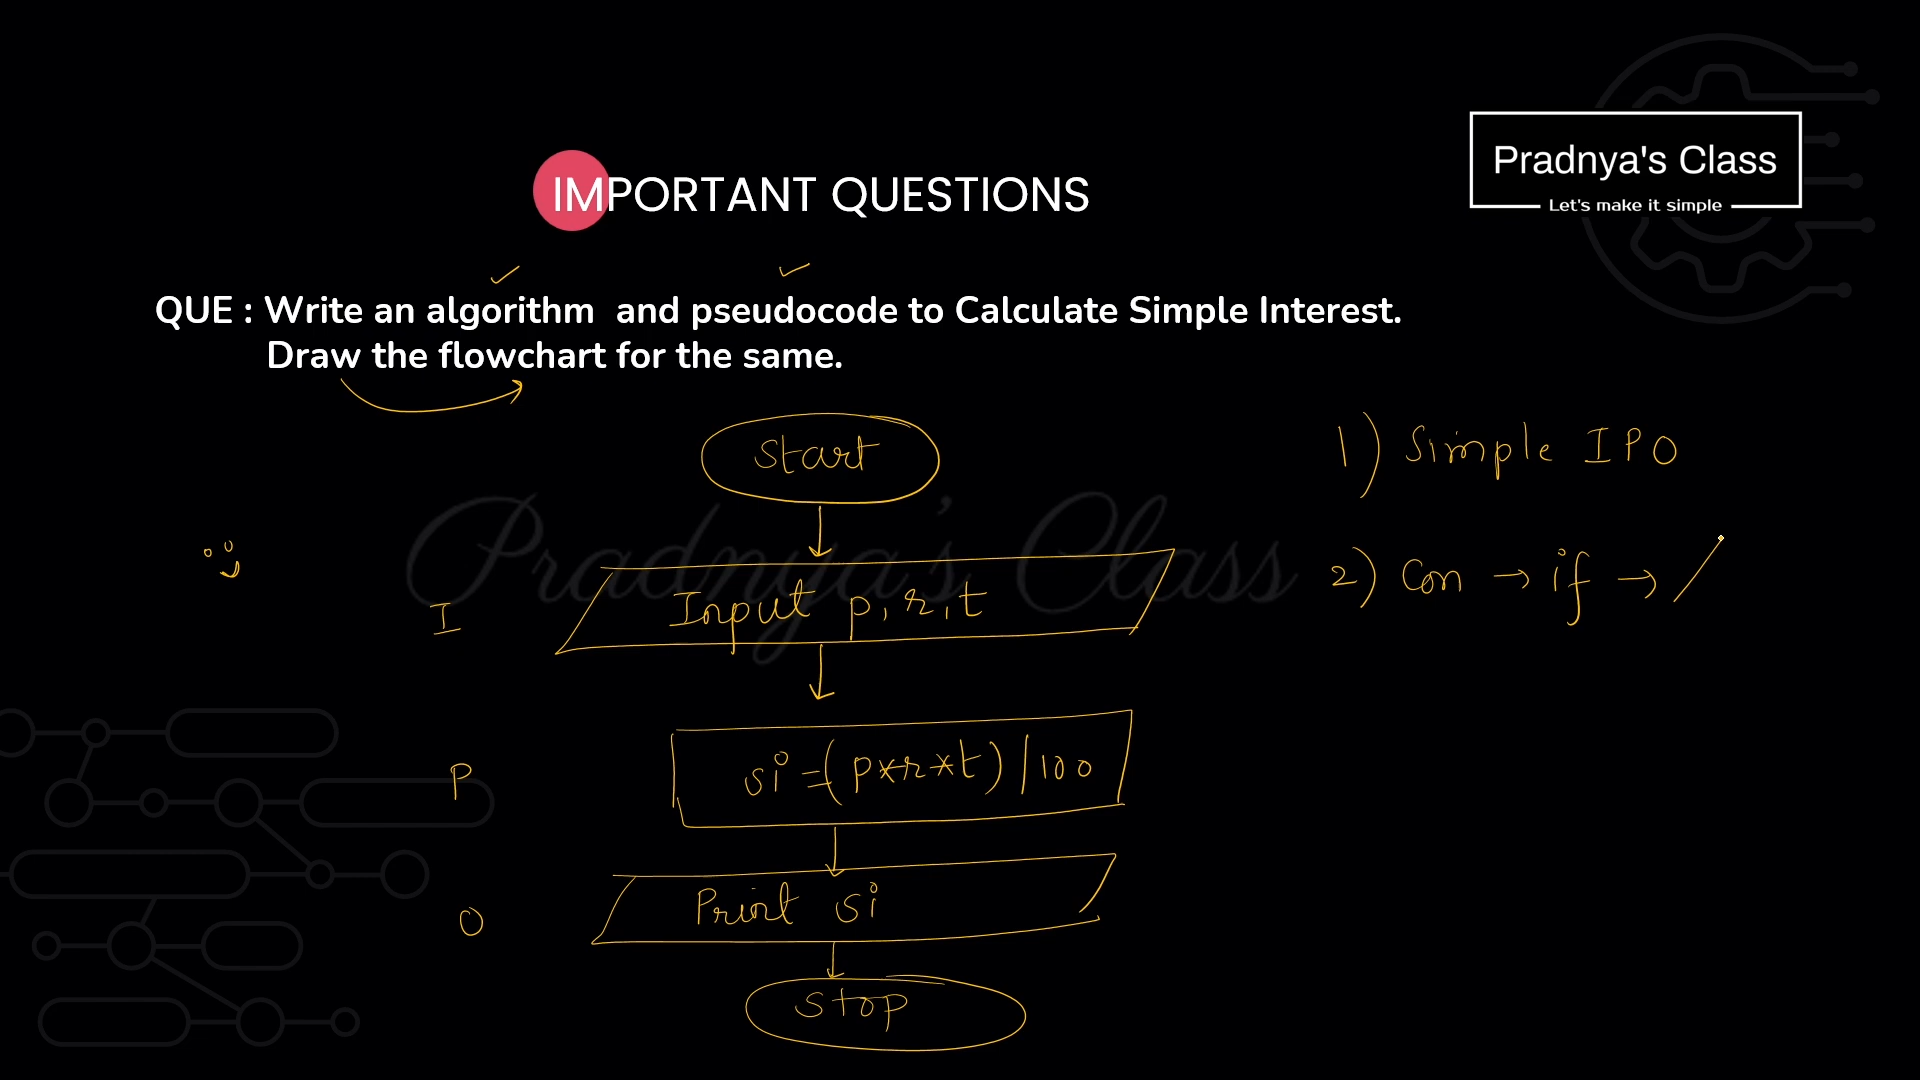 Pradnya's Class
Let's make it simple
IMPORTANT QUESTIONS
QUE : Write an algorithm and pseudocode to Calculate Simple Interest.
Draw the flowchart for the same.
Start
1) Simple IPO
Pradnya's Class
2) Con → if →
I
Input p, r, t
P
si = (p*r*t) / 100
O
Print si
Stop